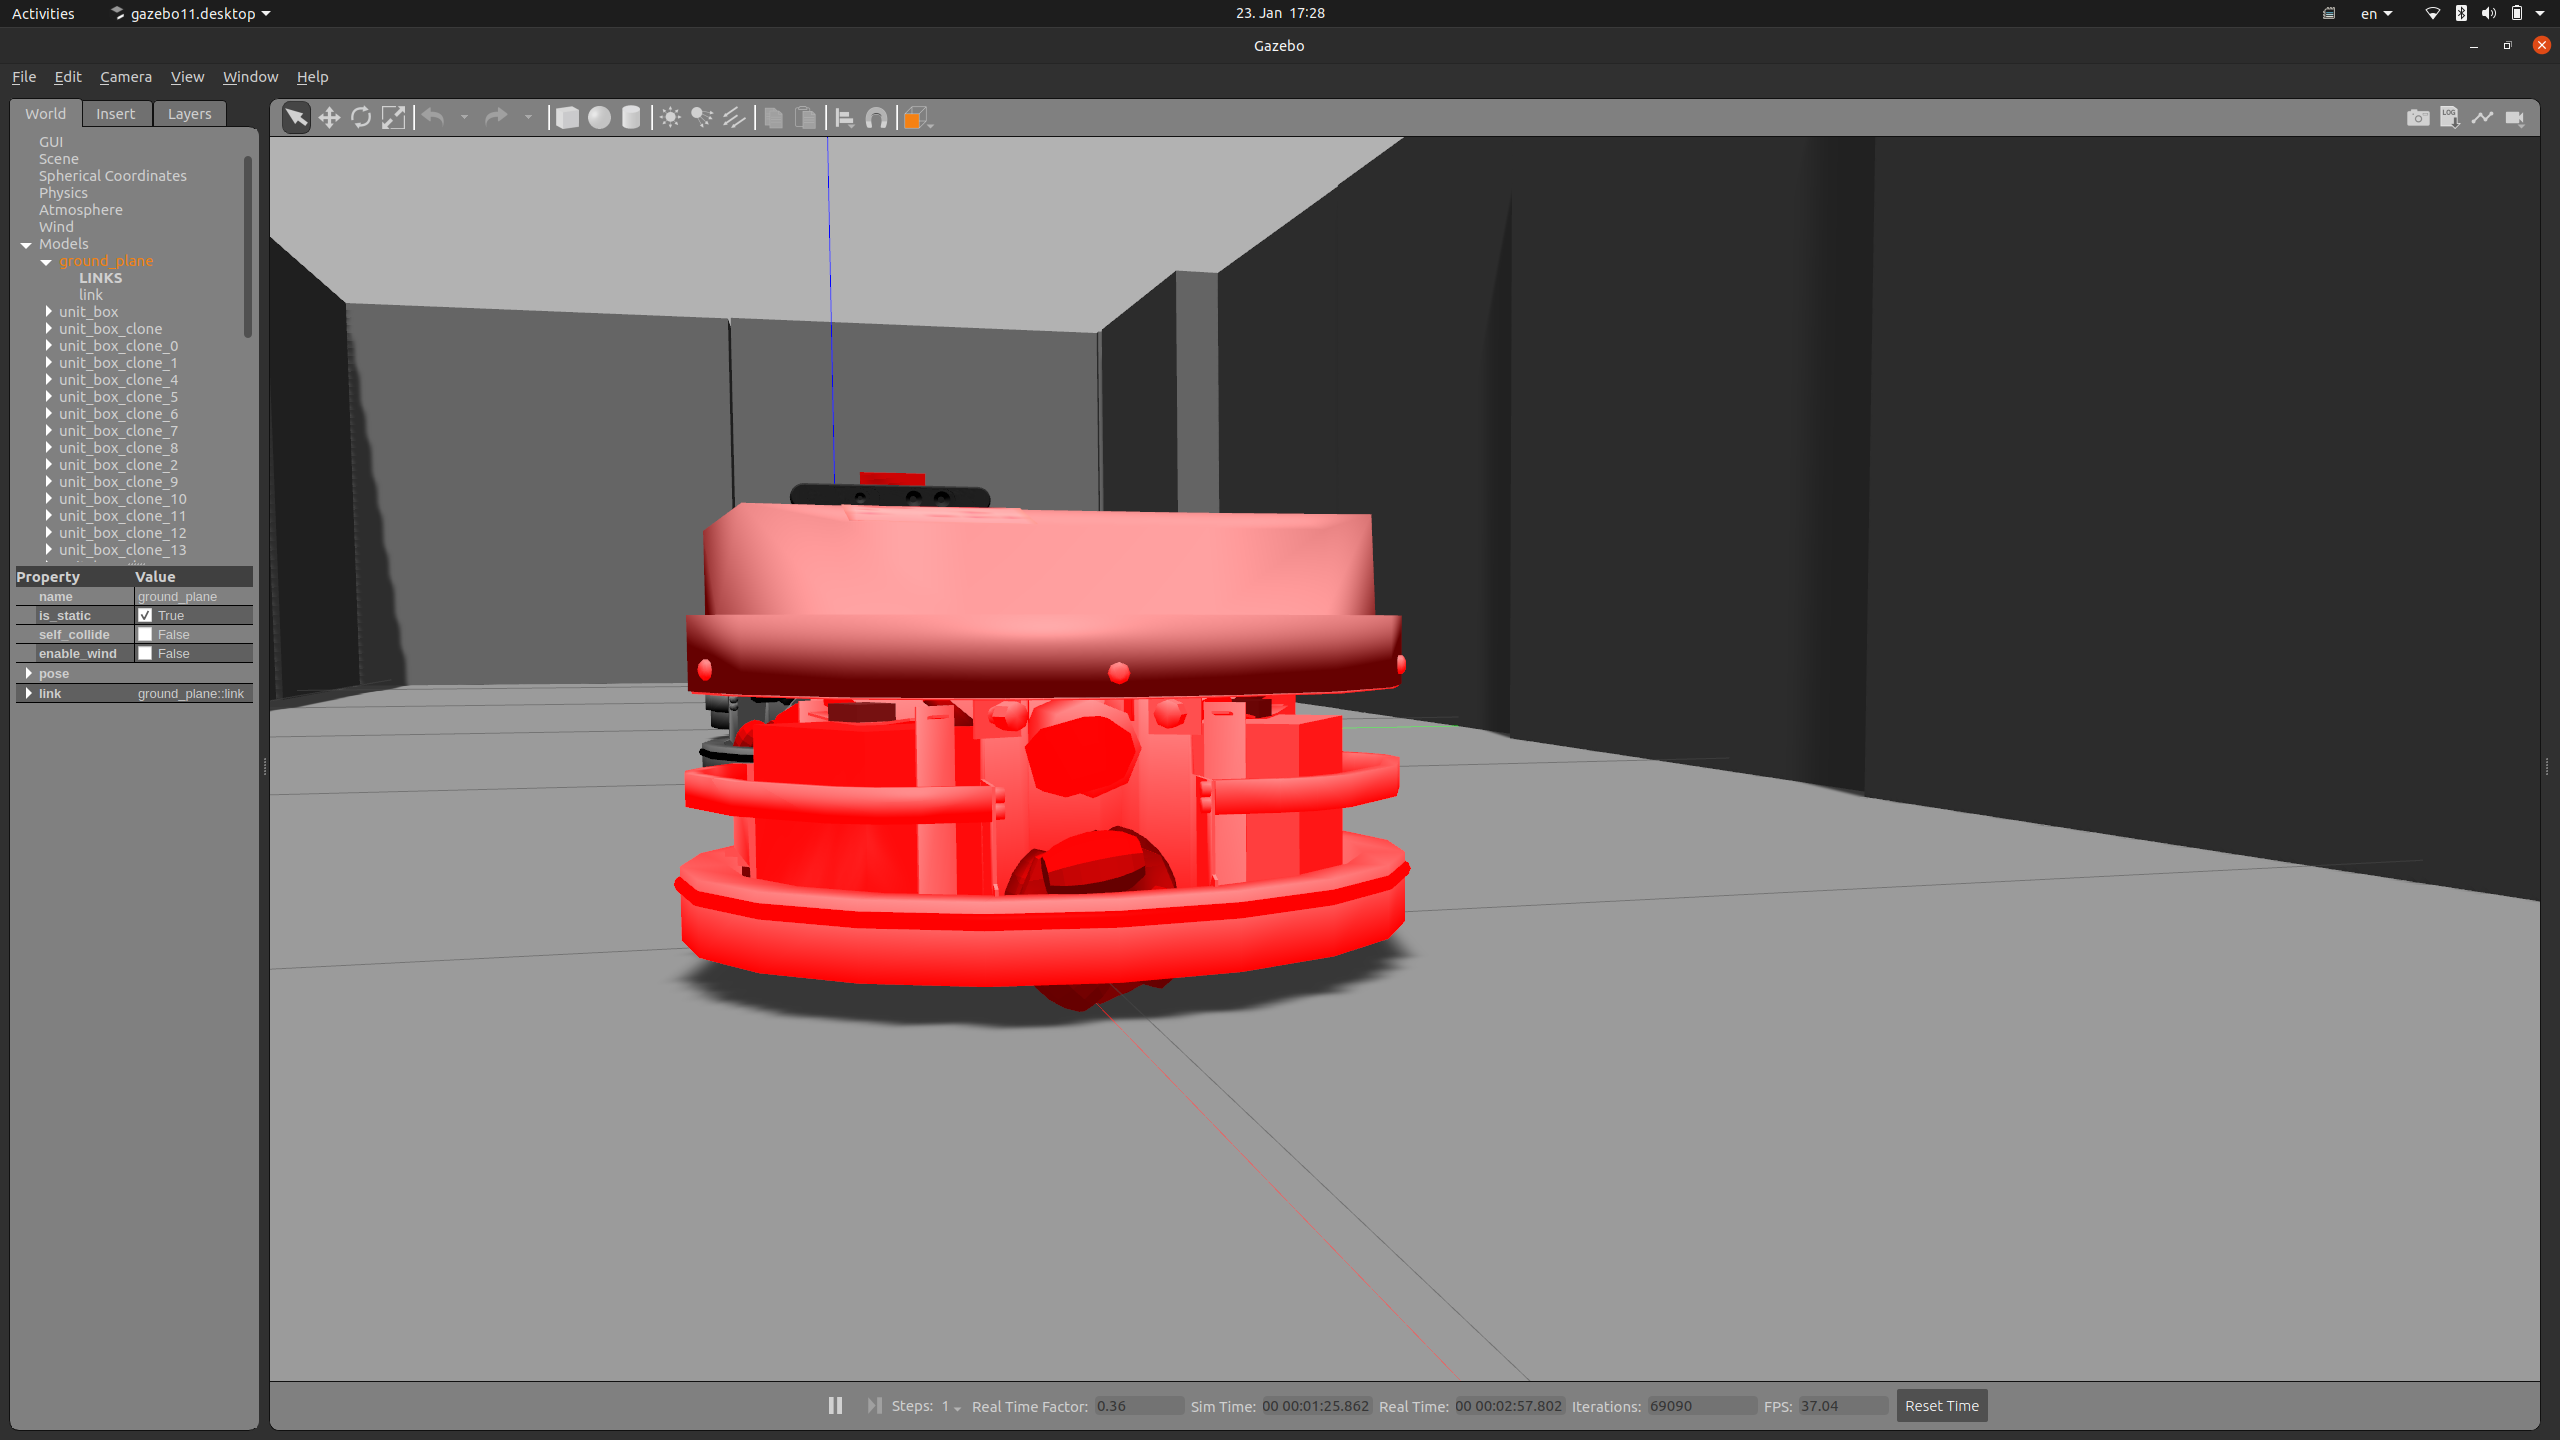 Activities gazebo11.desktop 23. Jan 17:28 en
Gazebo
File Edit Camera View Window Help
World Insert Layers
GUI
Scene
Spherical Coordinates
Physics
Atmosphere
Wind
Models
ground_plane
LINKS
link
unit_box
unit_box_clone
unit_box_clone_0
unit_box_clone_1
unit_box_clone_4
unit_box_clone_5
unit_box_clone_6
unit_box_clone_7
unit_box_clone_8
unit_box_clone_2
unit_box_clone_9
unit_box_clone_10
unit_box_clone_11
unit_box_clone_12
unit_box_clone_13
Property Value
name ground_plane
is_static True
self_collide False
enable_wind False
pose
link ground_plane::link
LOG
Steps: 1 Real Time Factor: 0.36 Sim Time: 00 00:01:25.862 Real Time: 00 00:02:57.802 Iterations: 69090 FPS: 37.04 Reset Time